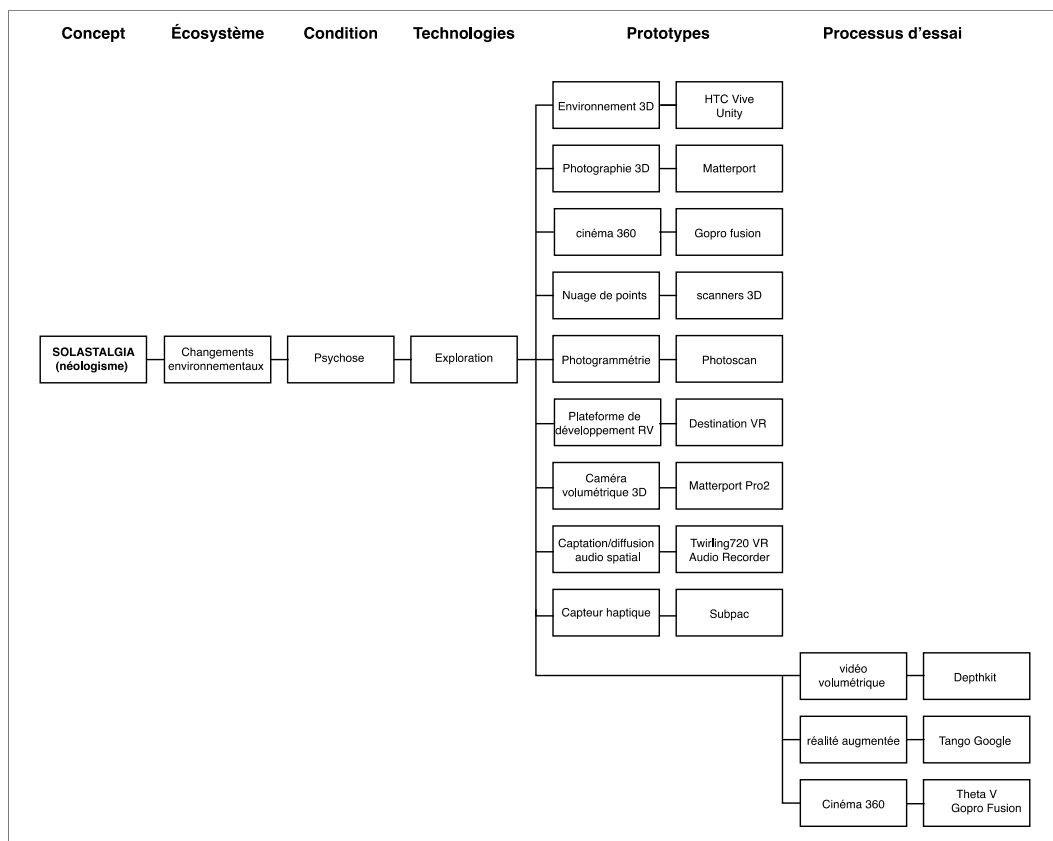 Concept
Écosystème
Condition
Technologies
Prototypes
Processus d'essai
Environnement 3D
HTC Vive
Unity
Photographie 3D
Matterport
cinéma 360
Gopro fusion
Nuage de points
scanners 3D
SOLASTALGIA
(néologisme)
Changements
environnementaux
Psychose
Exploration
Photogrammétrie
Photoscan
Plateforme de
développement RV
Destination VR
Caméra
volumétrique 3D
Matterport Pro2
Captation/diffusion
audio spatial
Twirling720 VR
Audio Recorder
Capteur haptique
Subpac
vidéo
volumétrique
Depthkit
réalité augmentée
Tango Google
Cinéma 360
Theta V
Gopro Fusion